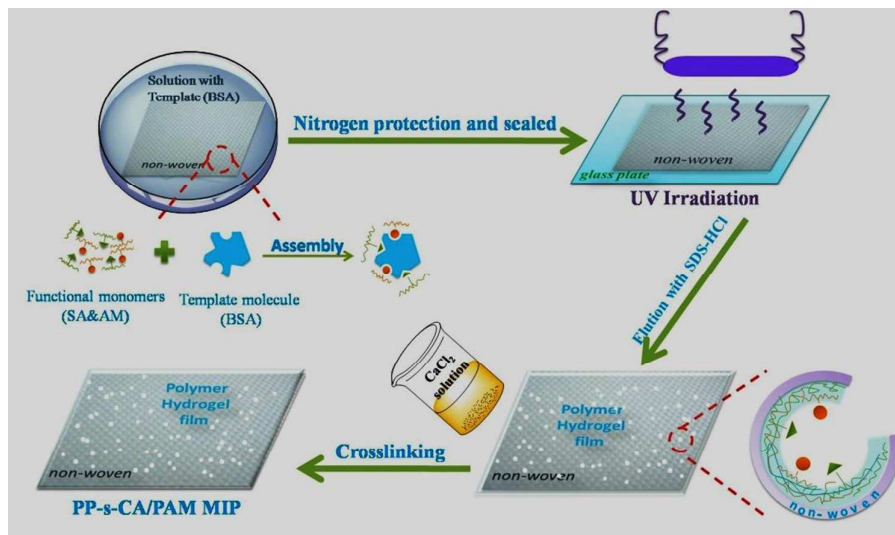 Solution with
Template (BSA)
non-woven
Nitrogen protection and sealed
non-woven
glass plate
UV Irradiation
Assembly
Functional monomers
(SA&AM)
Template molecule
(BSA)
Elution with SDS-HCl
CaCl2
solution
Polymer
Hydrogel
film
non-woven
Crosslinking
Polymer
Hydrogel
film
non-woven
PP-s-CA/PAM MIP
non-woven